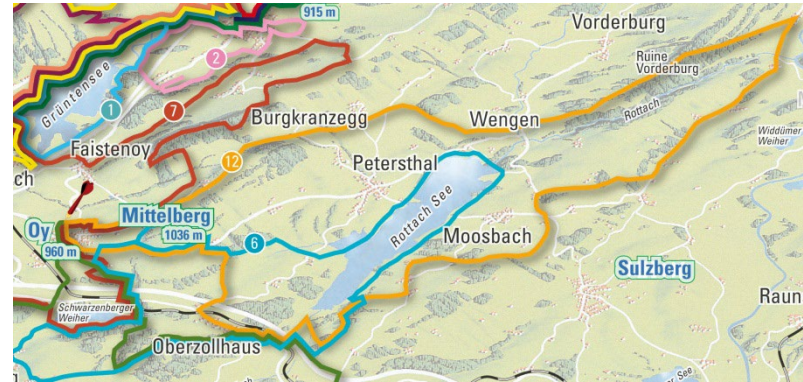 915 m
Vorderburg
2
Ruine
Vorderburg
Grüntensee
1
7
Burgkranzegg
Wengen
Rottach
Widdumer
Weiher
Faistenoy
12
Petersthal
ch
Oy
960 m
Mittelberg
1036 m
6
Rottach See
Moosbach
Sulzberg
Raun
Schwarzenberger
Weiher
Oberzollhaus